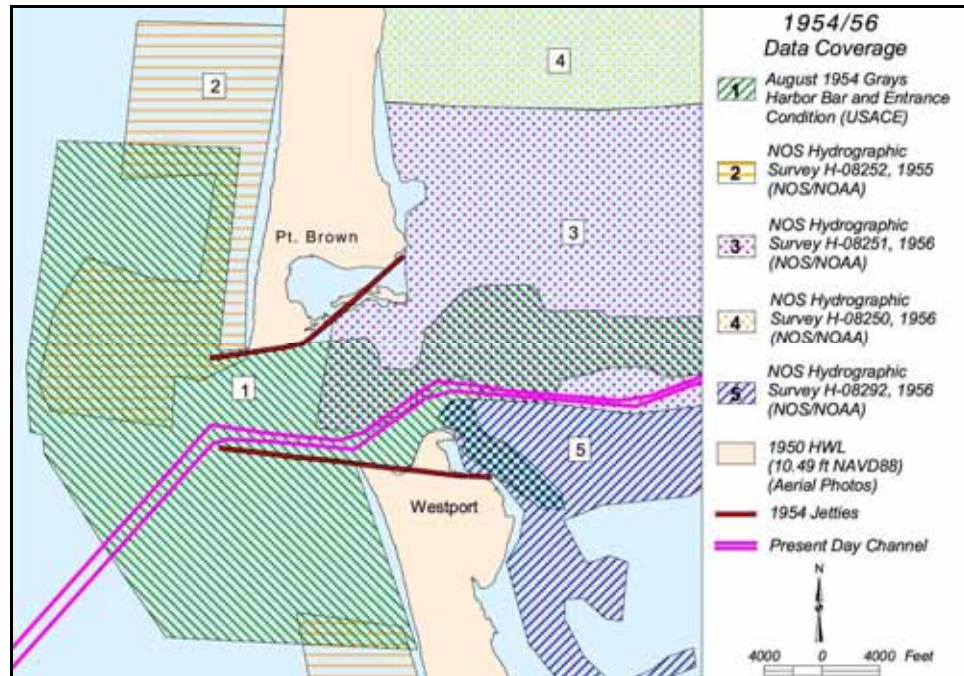 1954/56
Data Coverage
1
August 1954 Grays
Harbor Bar and Entrance
Condition (USACE)
2
NOS Hydrographic
Survey H-08252, 1955
(NOS/NOAA)
3
NOS Hydrographic
Survey H-08251, 1956
(NOS/NOAA)
4
NOS Hydrographic
Survey H-08250, 1956
(NOS/NOAA)
5
NOS Hydrographic
Survey H-08292, 1956
(NOS/NOAA)
1950 HWL
(10.49 ft NAVD88)
(Aerial Photos)
1954 Jetties
Present Day Channel
N
4000 0 4000 Feet
4
2
3
Pt. Brown
1
5
Westport